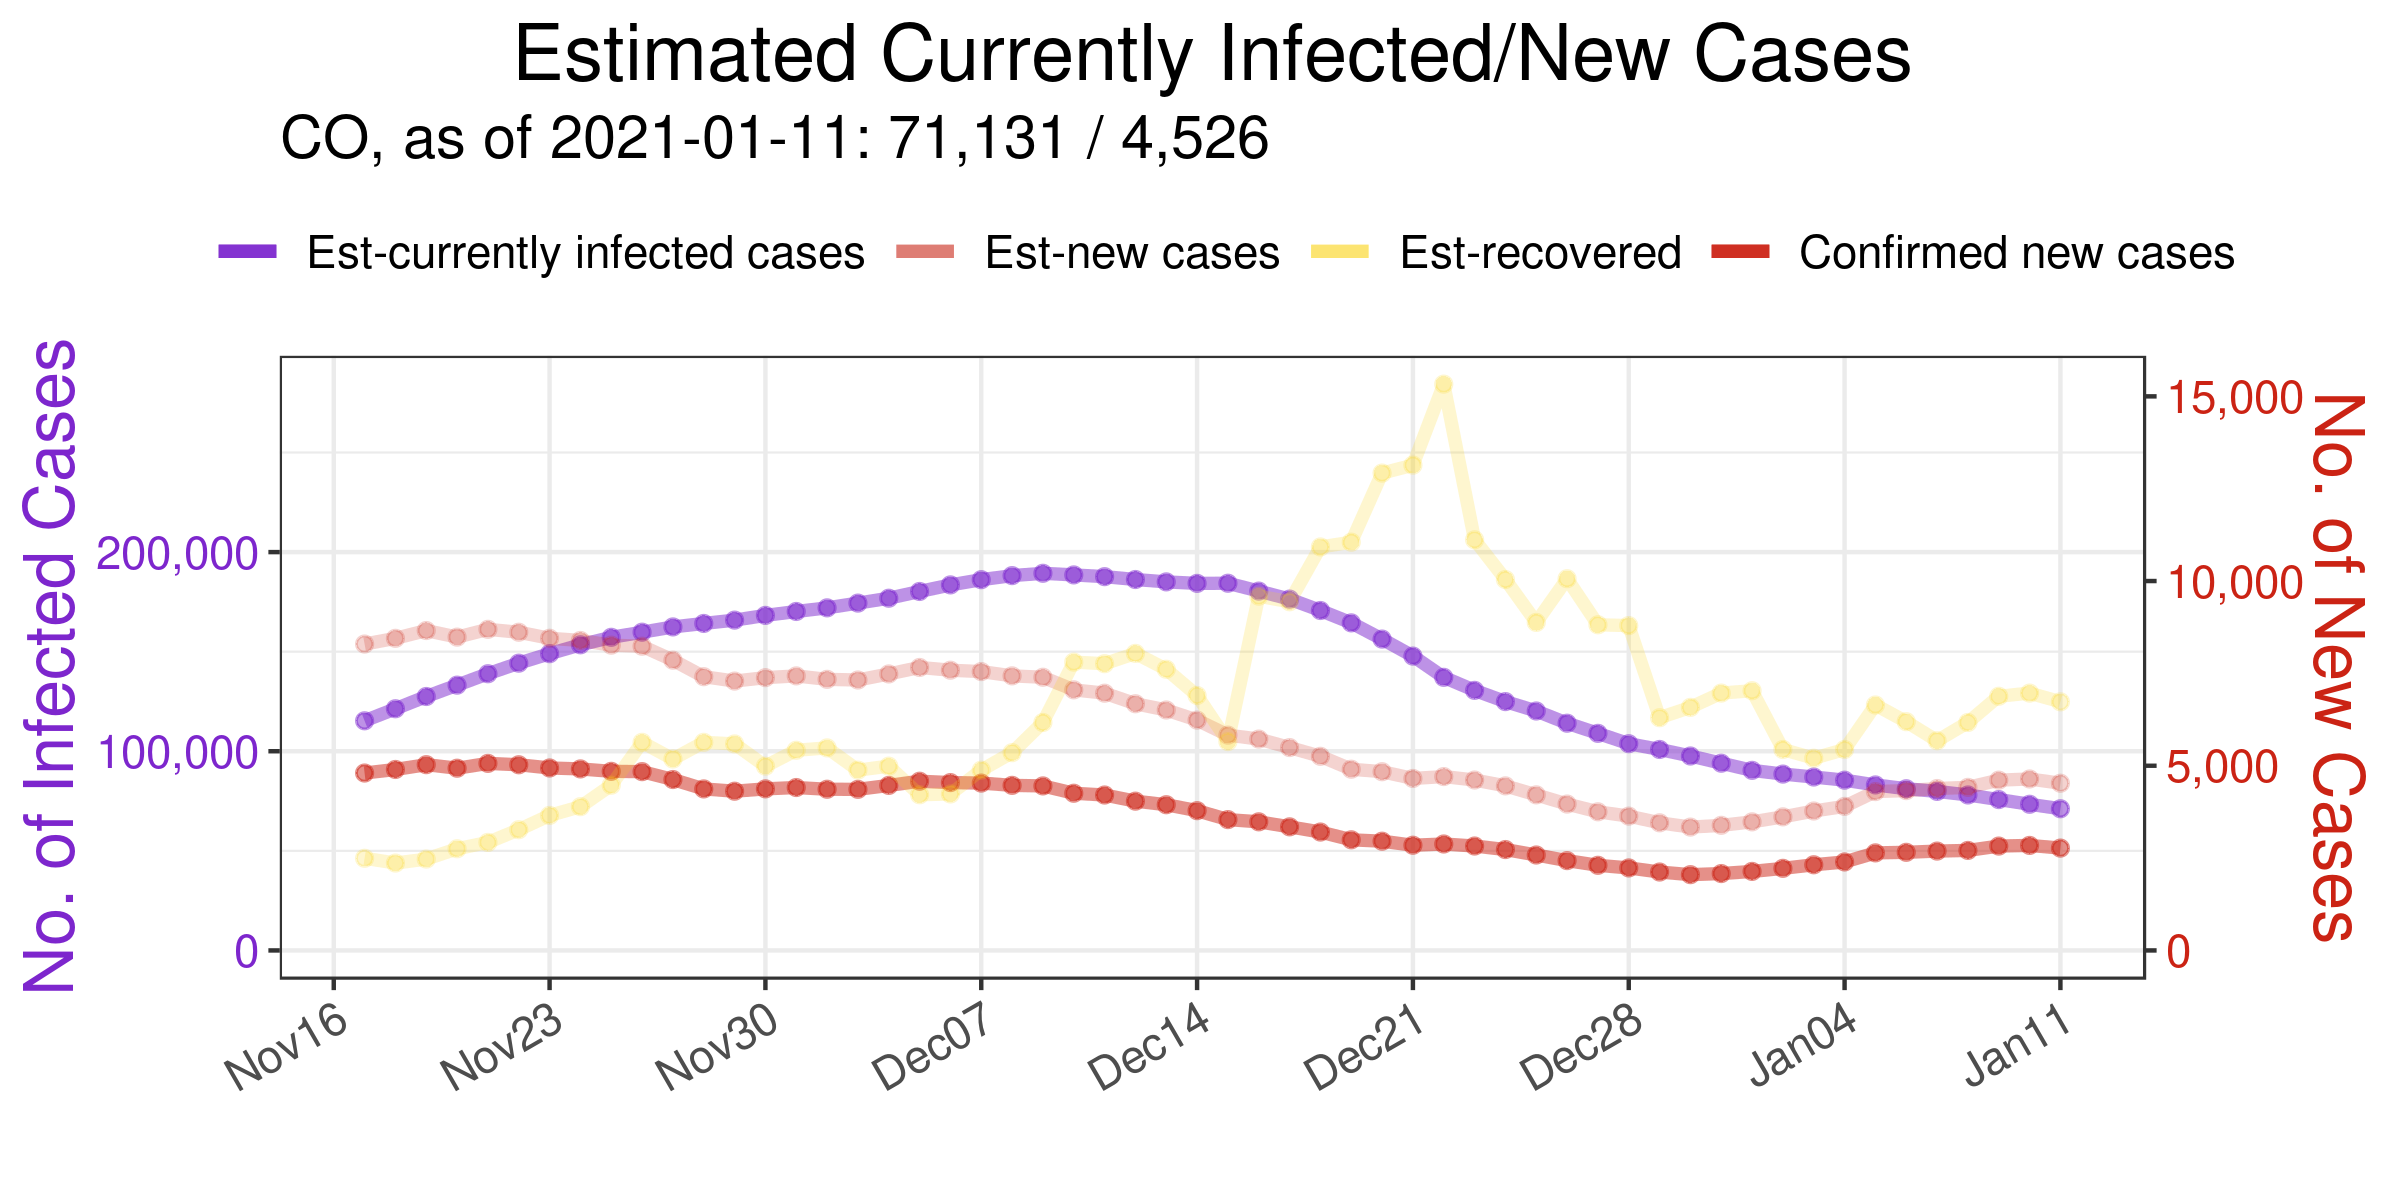 Estimated Currently Infected/New Cases
CO, as of 2021-01-11: 71,131 / 4,526
Est-currently infected cases Est-new cases Est-recovered Confirmed new cases
No. of Infected Cases
200,000
100,000
0
15,000
10,000
5,000
0
No. of New Cases
Nov16 Nov23 Nov30 Dec07 Dec14 Dec21 Dec28 Jan04 Jan11